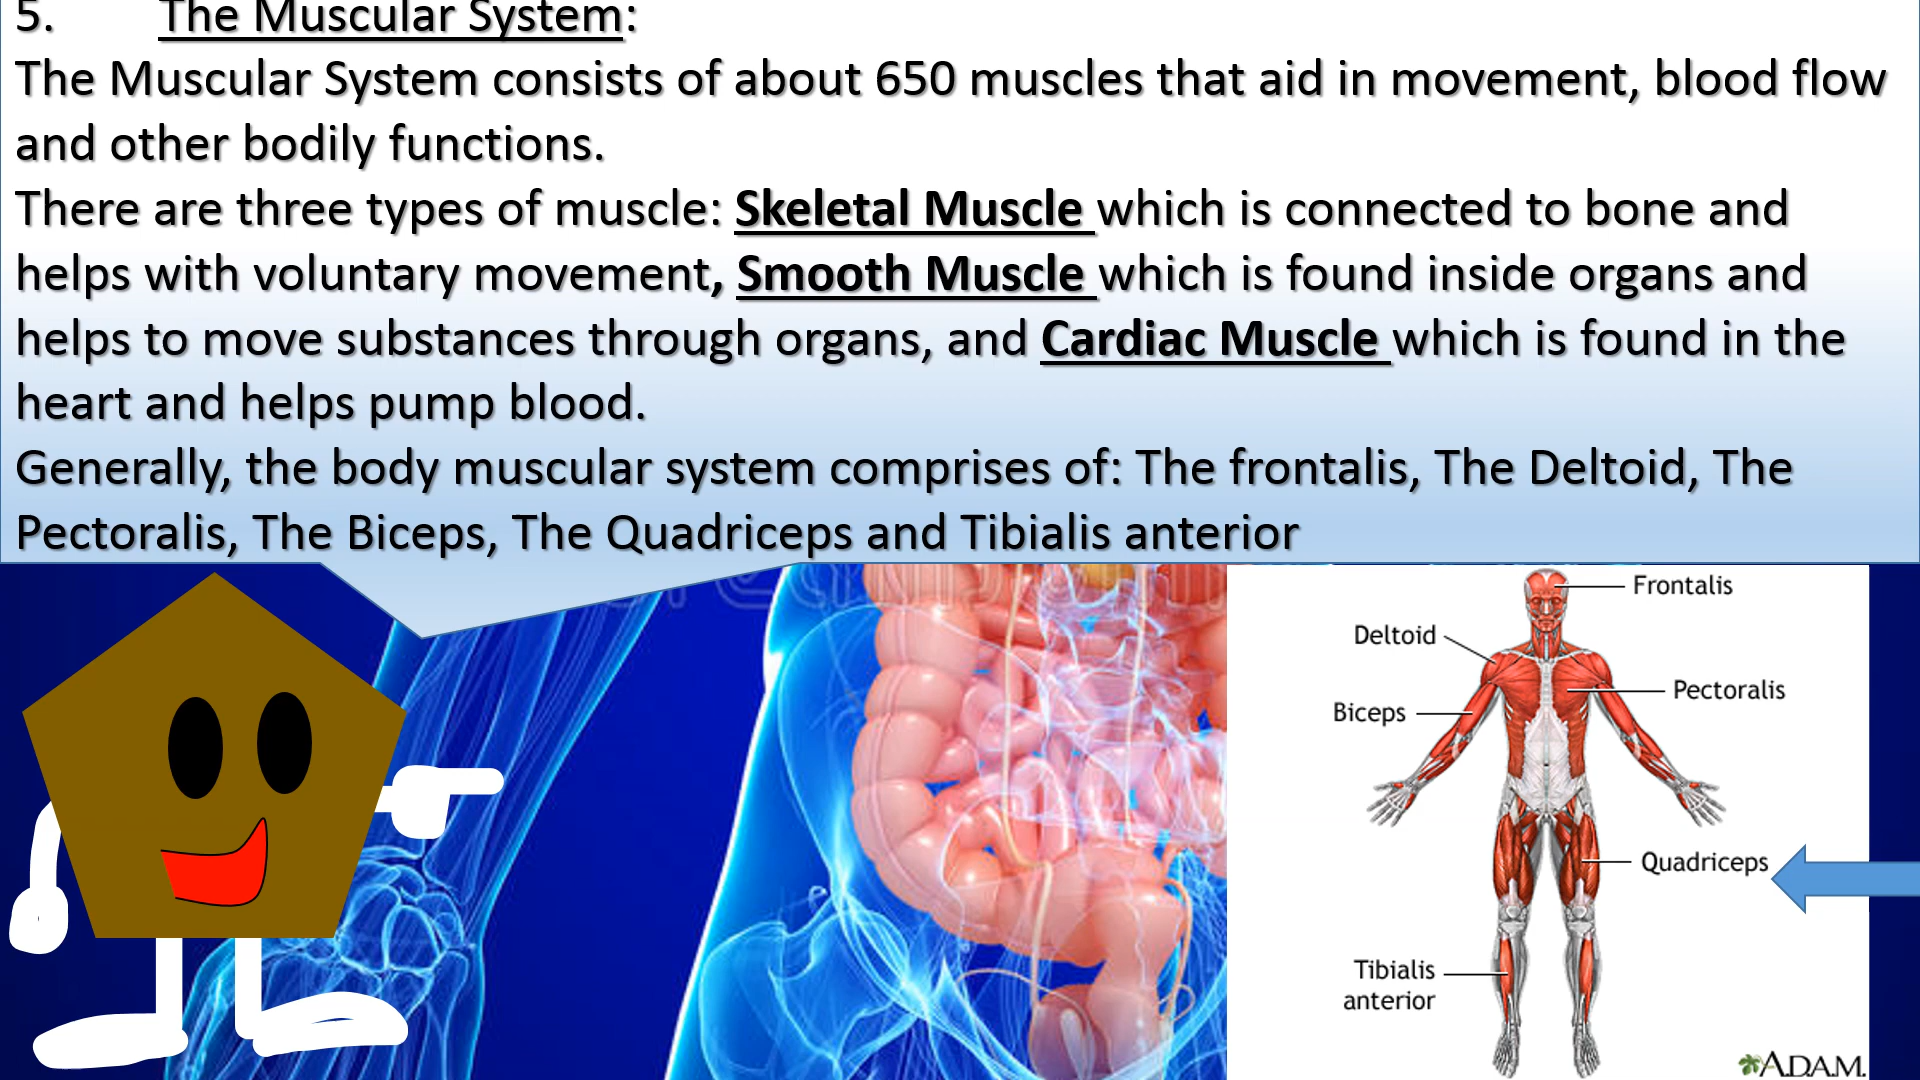 5. The Muscular System:
The Muscular System consists of about 650 muscles that aid in movement, blood flow
and other bodily functions.
There are three types of muscle: Skeletal Muscle which is connected to bone and
helps with voluntary movement, Smooth Muscle which is found inside organs and
helps to move substances through organs, and Cardiac Muscle which is found in the
heart and helps pump blood.
Generally, the body muscular system comprises of: The frontalis, The Deltoid, The
Pectoralis, The Biceps, The Quadriceps and Tibialis anterior
Frontalis
Deltoid
Pectoralis
Biceps
Quadriceps
Tibialis
anterior
A.D.A.M.